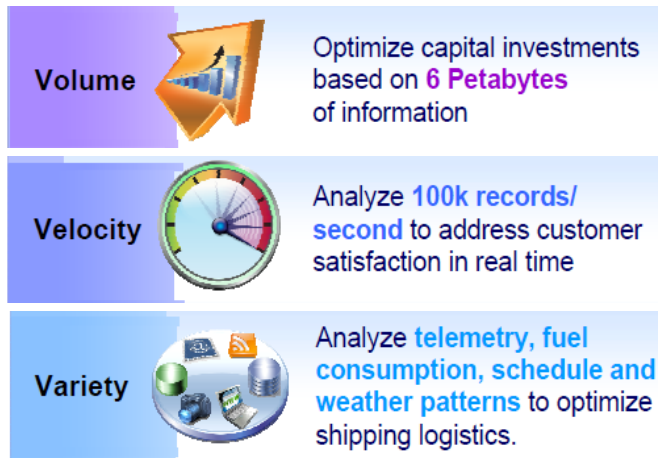 Volume
Optimize capital investments
based on 6 Petabytes
of information
Velocity
Analyze 100k records/
second to address customer
satisfaction in real time
Variety
Analyze telemetry, fuel
consumption, schedule and
weather patterns to optimize
shipping logistics.